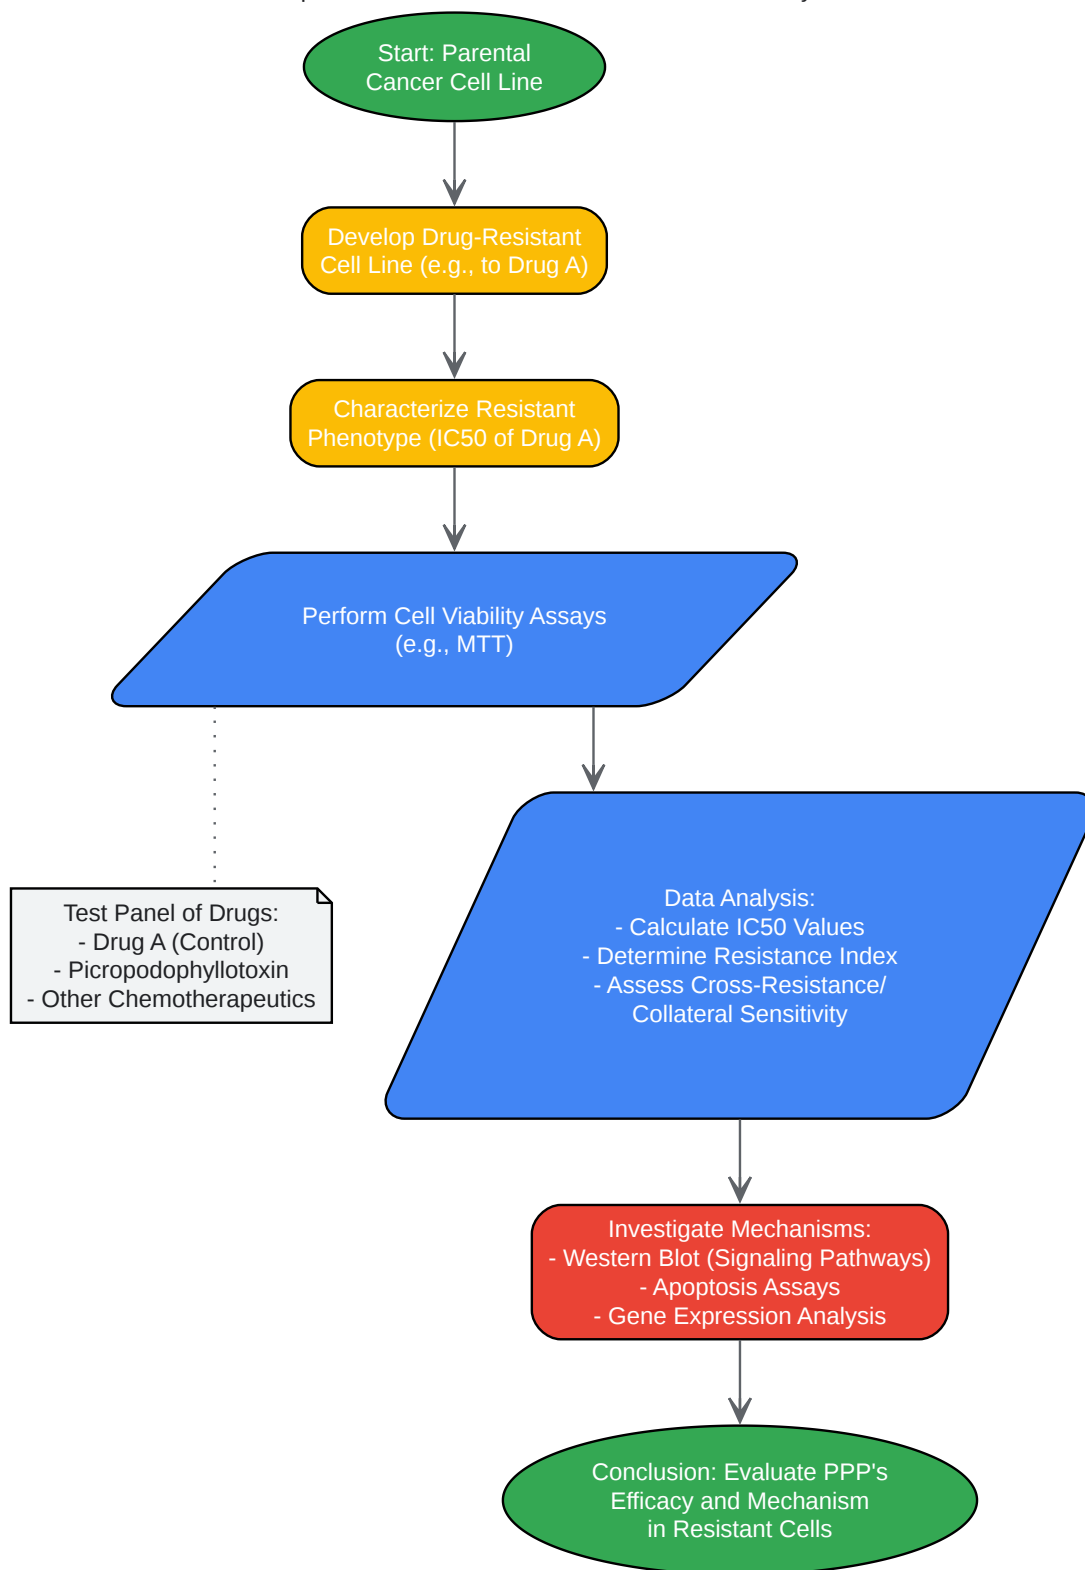 Start: Parental
Cancer Cell Line
Develop Drug-Resistant
Cell Line (e.g., to Drug A)
Characterize Resistant
Phenotype (IC50 of Drug A)
Perform Cell Viability Assays
(e.g., MTT)
Test Panel of Drugs:
- Drug A (Control)
- Picropodophyllotoxin
- Other Chemotherapeutics
Data Analysis:
- Calculate IC50 Values
- Determine Resistance Index
- Assess Cross-Resistance/
Collateral Sensitivity
Investigate Mechanisms:
- Western Blot (Signaling Pathways)
- Apoptosis Assays
- Gene Expression Analysis
Conclusion: Evaluate PPP's
Efficacy and Mechanism
in Resistant Cells